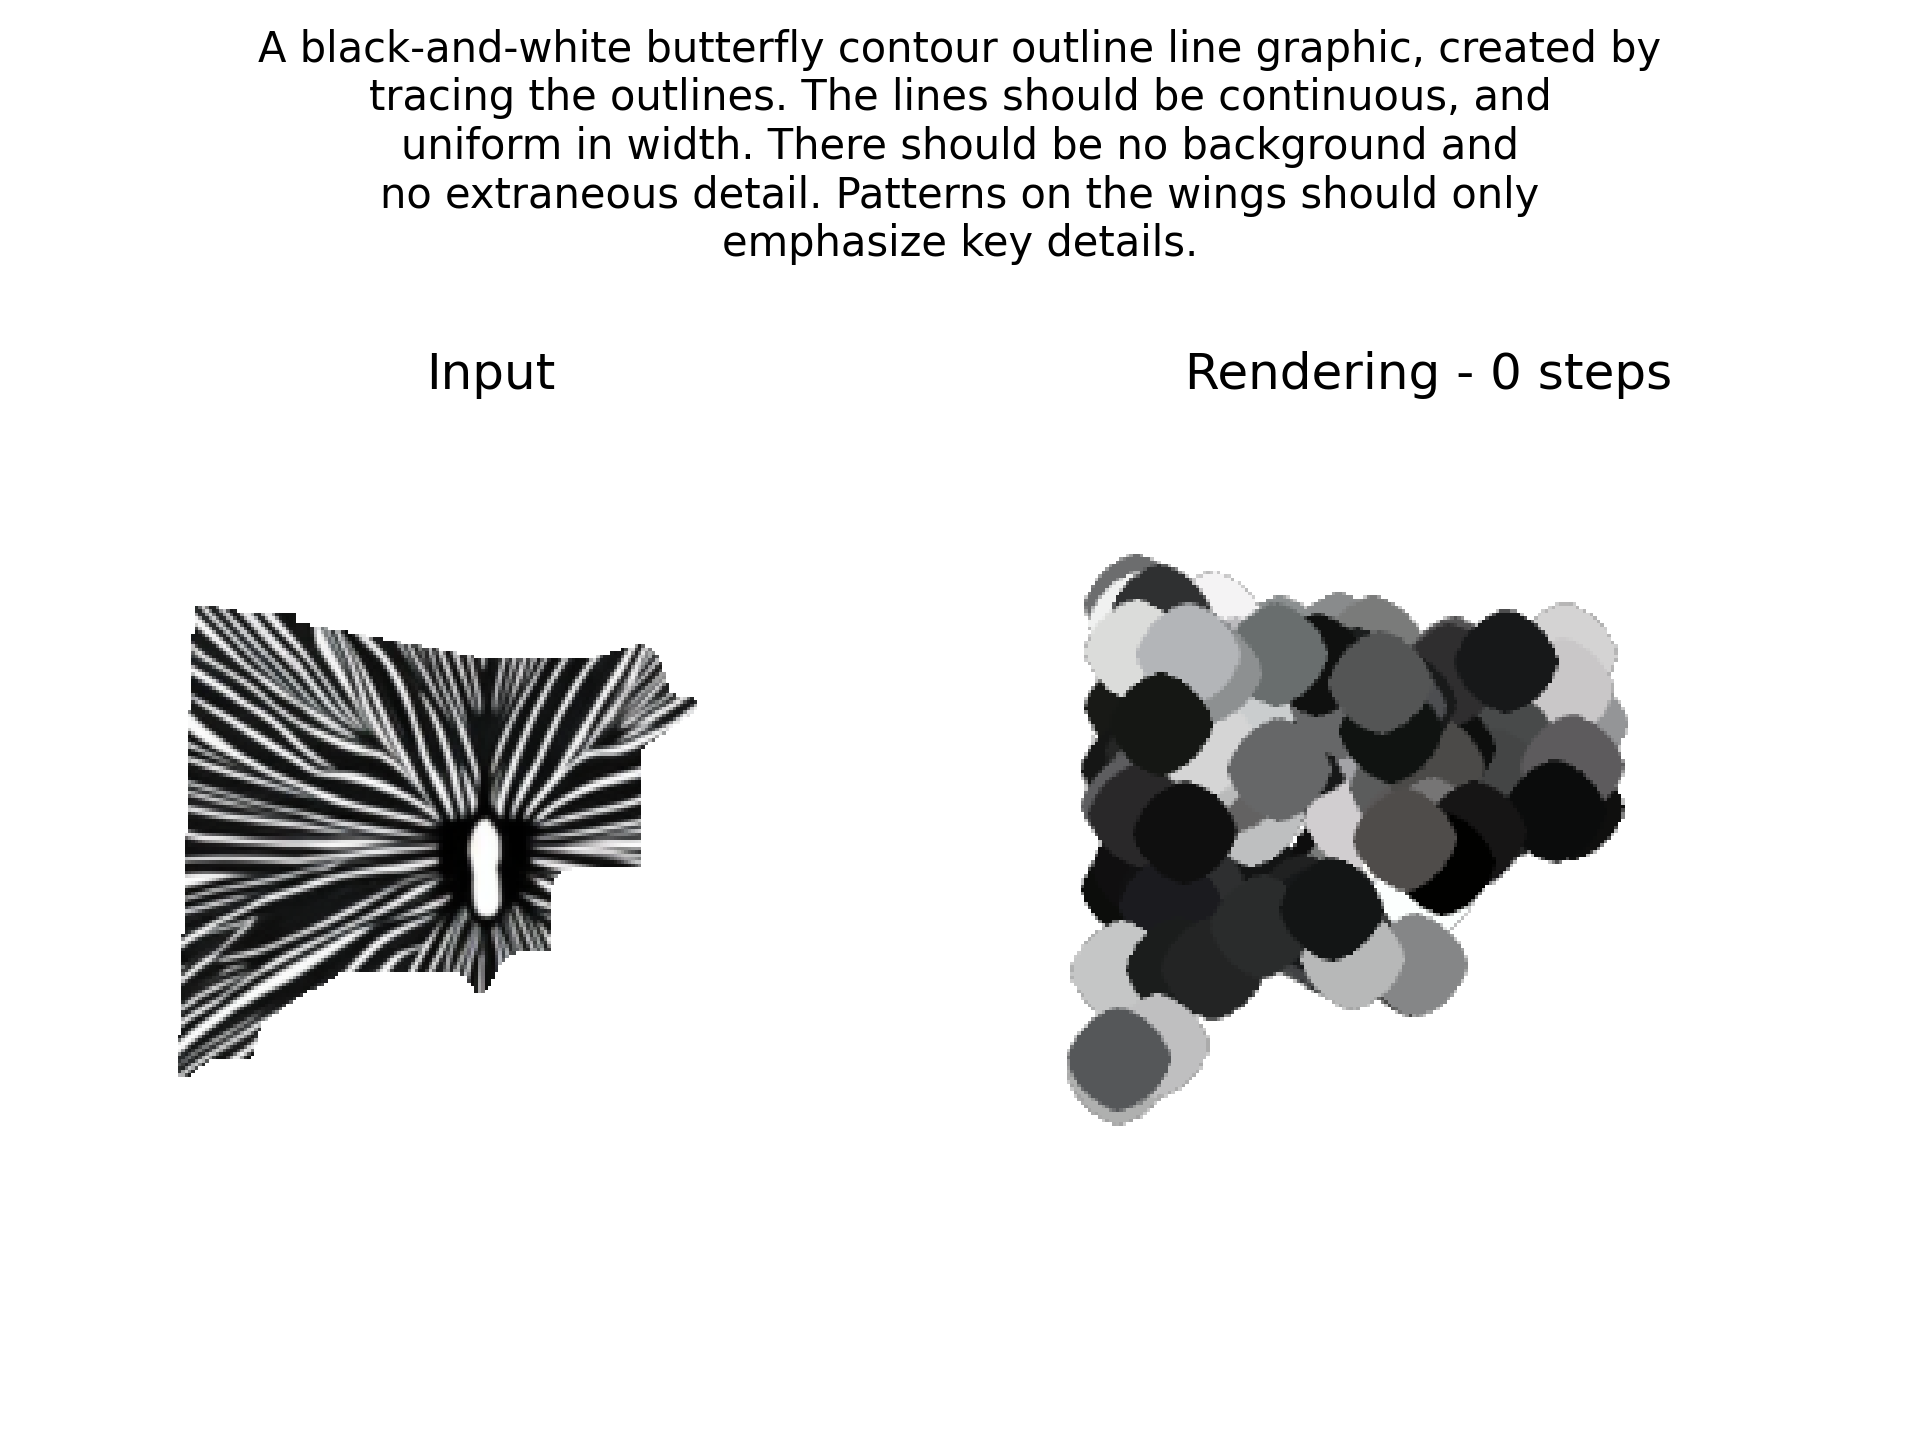 A black-and-white butterfly contour outline line graphic, created by
tracing the outlines. The lines should be continuous, and
uniform in width. There should be no background and
no extraneous detail. Patterns on the wings should only
emphasize key details.
Input
Rendering - 0 steps